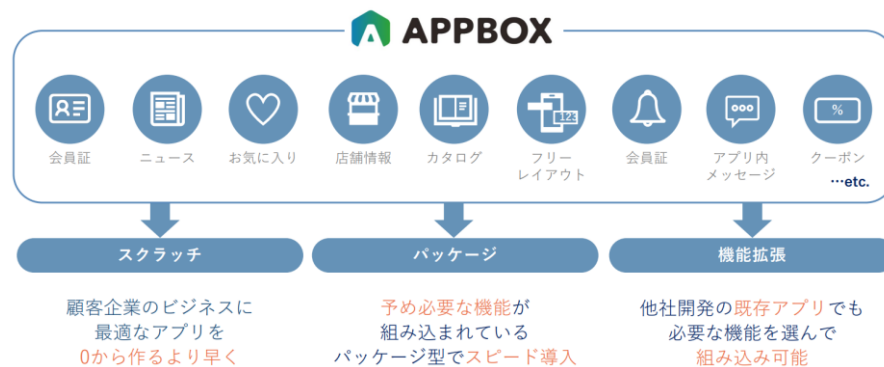 APPBOX
会員証
ニュース
お気に入り
店舗情報
カタログ
フリー
レイアウト
123
会員証
アプリ内
メッセージ
%
クーポン
…etc.
スクラッチ
パッケージ
機能拡張
顧客企業のビジネスに
最適なアプリを
0から作るより早く
予め必要な機能が
組み込まれている
パッケージ型でスピード導入
他社開発の既存アプリでも
必要な機能を選んで
組み込み可能